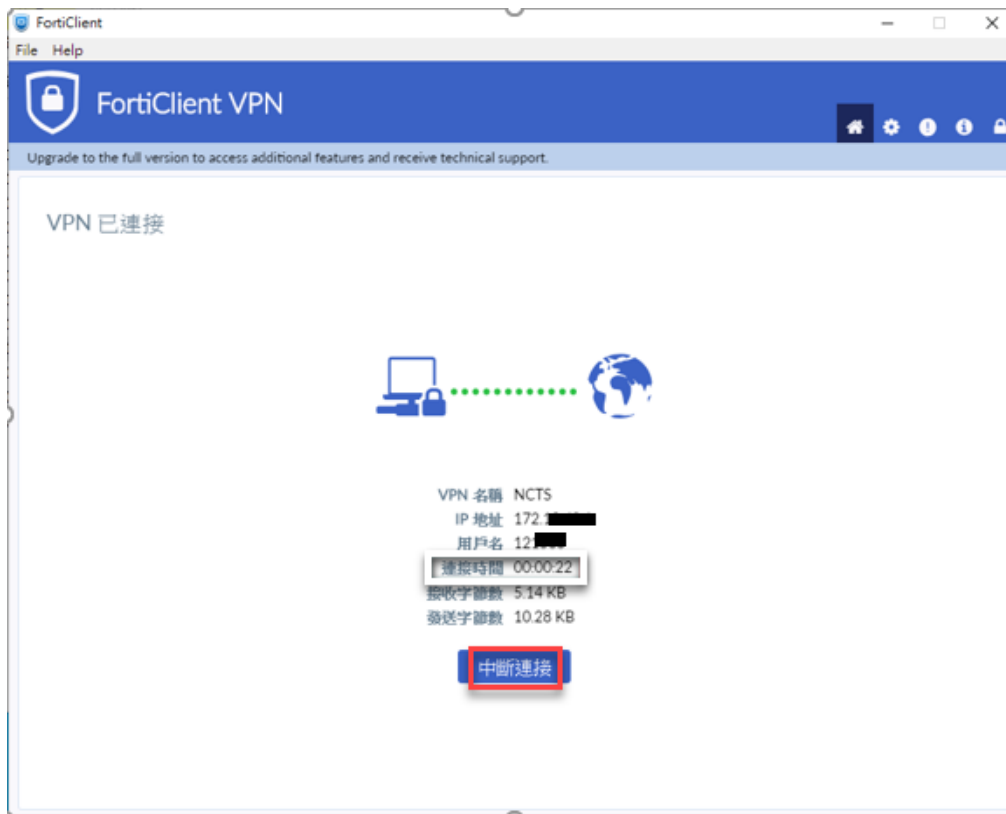 FortiClient
File Help
FortiClient VPN
Upgrade to the full version to access additional features and receive technical support.
VPN 已連接
VPN 名稱 NCTS
IP 地址 172.1
用戶名 12
連接時間 00:00:22
接收字節數 5.14 KB
發送字節數 10.28 KB
中斷連接